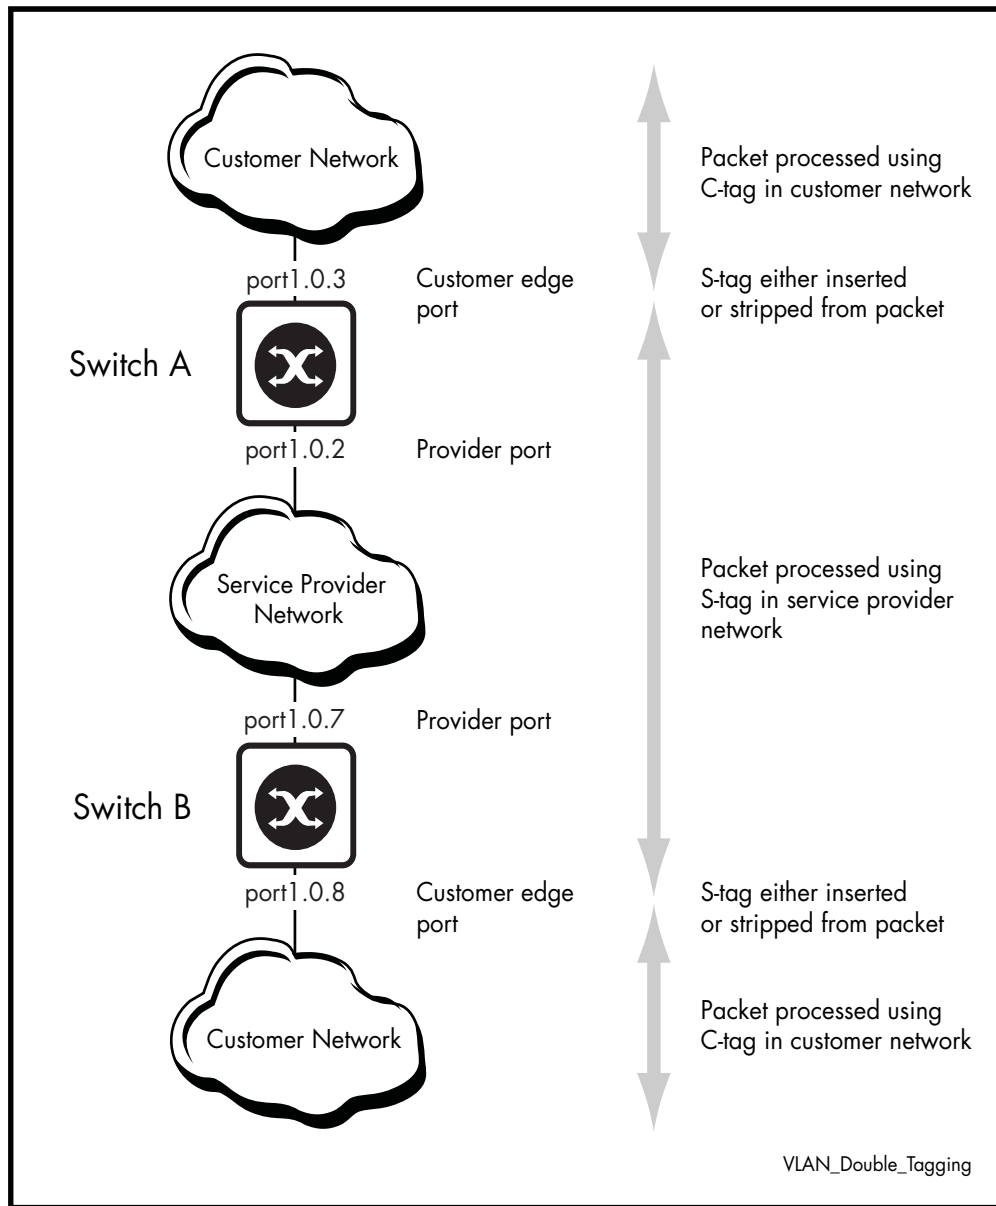 Customer Network
Packet processed using
C-tag in customer network
port1.0.3
Customer edge
port
S-tag either inserted
or stripped from packet
Switch A
port1.0.2
Provider port
Service Provider
Network
Packet processed using
S-tag in service provider
network
port1.0.7
Provider port
Switch B
port1.0.8
Customer edge
port
S-tag either inserted
or stripped from packet
Customer Network
Packet processed using
C-tag in customer network
VLAN_Double_Tagging